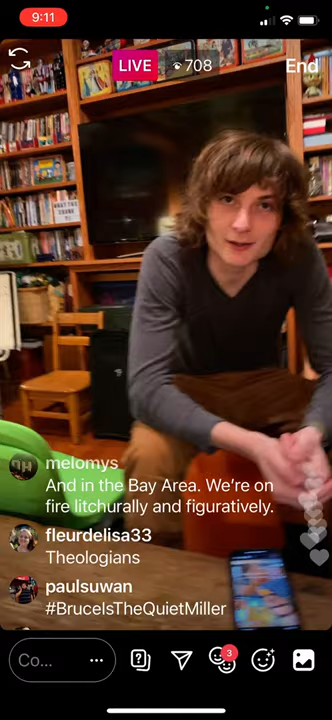 9:11
LIVE
708
End
melomys
And in the Bay Area. We're on
fire litchurally and figuratively.
fleurdelisa33
Theologians
paulsuwan
#BruceIsTheQuietMiller
Co...
3